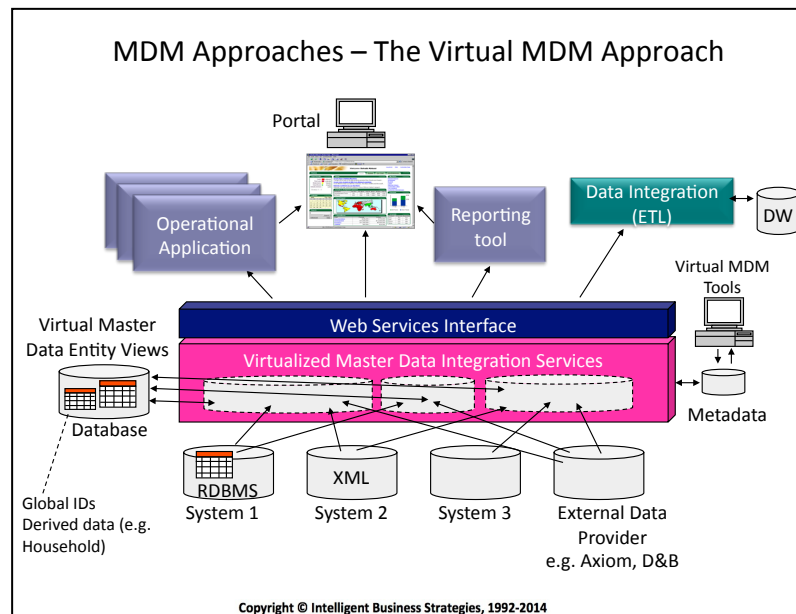 MDM Approaches – The Virtual MDM Approach
Portal
Operational
Application
Reporting
tool
Data Integration
(ETL)
DW
Virtual MDM
Tools
Web Services Interface
Virtual Master
Data Entity Views
Virtualized Master Data Integration Services
Database
Metadata
RDBMS
XML
Global IDs
Derived data (e.g.
Household)
System 1
System 2
System 3
External Data
Provider
e.g. Axiom, D&B
Copyright © Intelligent Business Strategies, 1992-2014